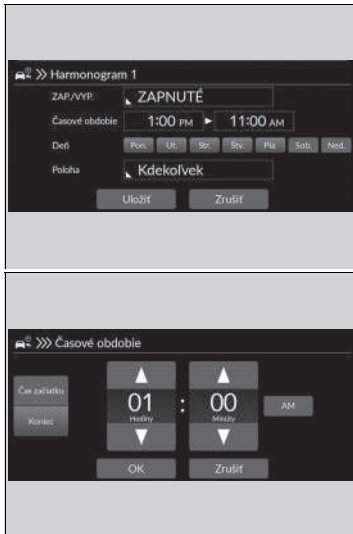 Harmonogram 1
ZAP./VYP. ZAPNUTÉ
Časové obdobie 1:00 PM ► 11:00 AM
Deň Pon. Ut. Str. Štv. Pia. Sob. Ned.
Poloha Kdekoľvek
Uložiť Zrušiť
Časové obdobie
Čas začiatku
01 : 00 AM
Hodiny Minúty
Koniec
OK Zrušiť